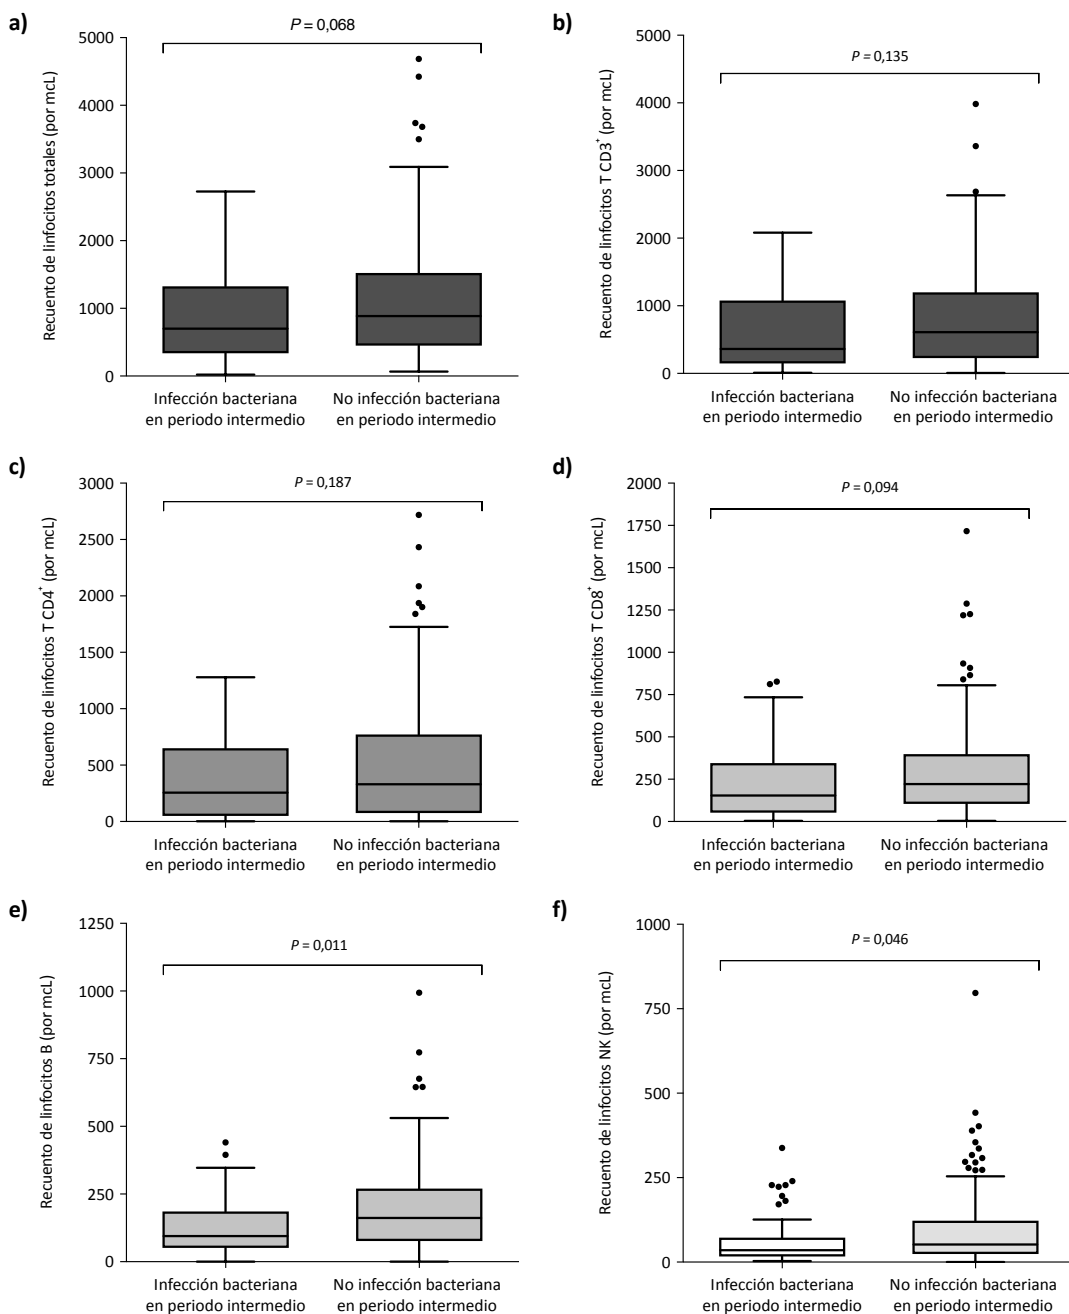 a)
P = 0,068
Recuento de linfocitos totales (por mcL)
5000
4000
3000
2000
1000
0
Infección bacteriana
en periodo intermedio
No infección bacteriana
en periodo intermedio
b)
P = 0,135
Recuento de linfocitos T CD3+ (por mcL)
5000
4000
3000
2000
1000
0
Infección bacteriana
en periodo intermedio
No infección bacteriana
en periodo intermedio
c)
P = 0,187
Recuento de linfocitos T CD4+ (por mcL)
3000
2500
2000
1500
1000
500
0
Infección bacteriana
en periodo intermedio
No infección bacteriana
en periodo intermedio
d)
P = 0,094
Recuento de linfocitos T CD8+ (por mcL)
2000
1750
1500
1250
1000
750
500
250
0
Infección bacteriana
en periodo intermedio
No infección bacteriana
en periodo intermedio
e)
P = 0,011
Recuento de linfocitos B (por mcL)
1250
1000
750
500
250
0
Infección bacteriana
en periodo intermedio
No infección bacteriana
en periodo intermedio
f)
P = 0,046
Recuento de linfocitos NK (por mcL)
1000
750
500
250
0
Infección bacteriana
en periodo intermedio
No infección bacteriana
en periodo intermedio